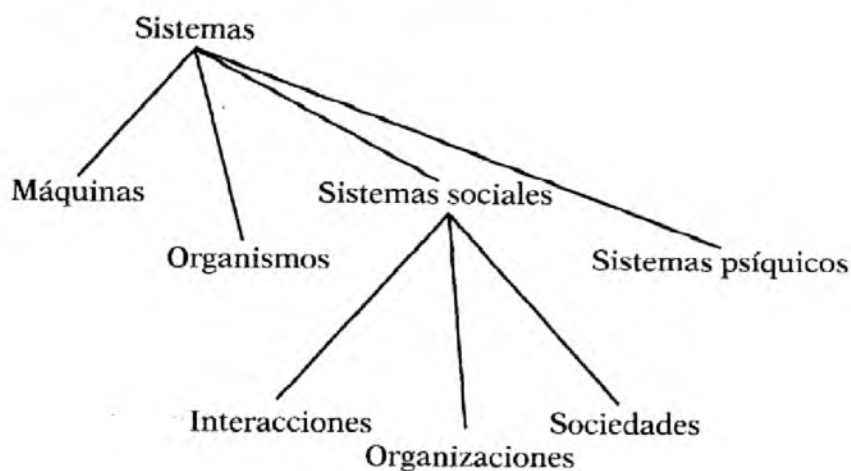 Sistemas
Máquinas
Sistemas sociales
Organismos
Sistemas psíquicos
Interacciones
Sociedades
Organizaciones